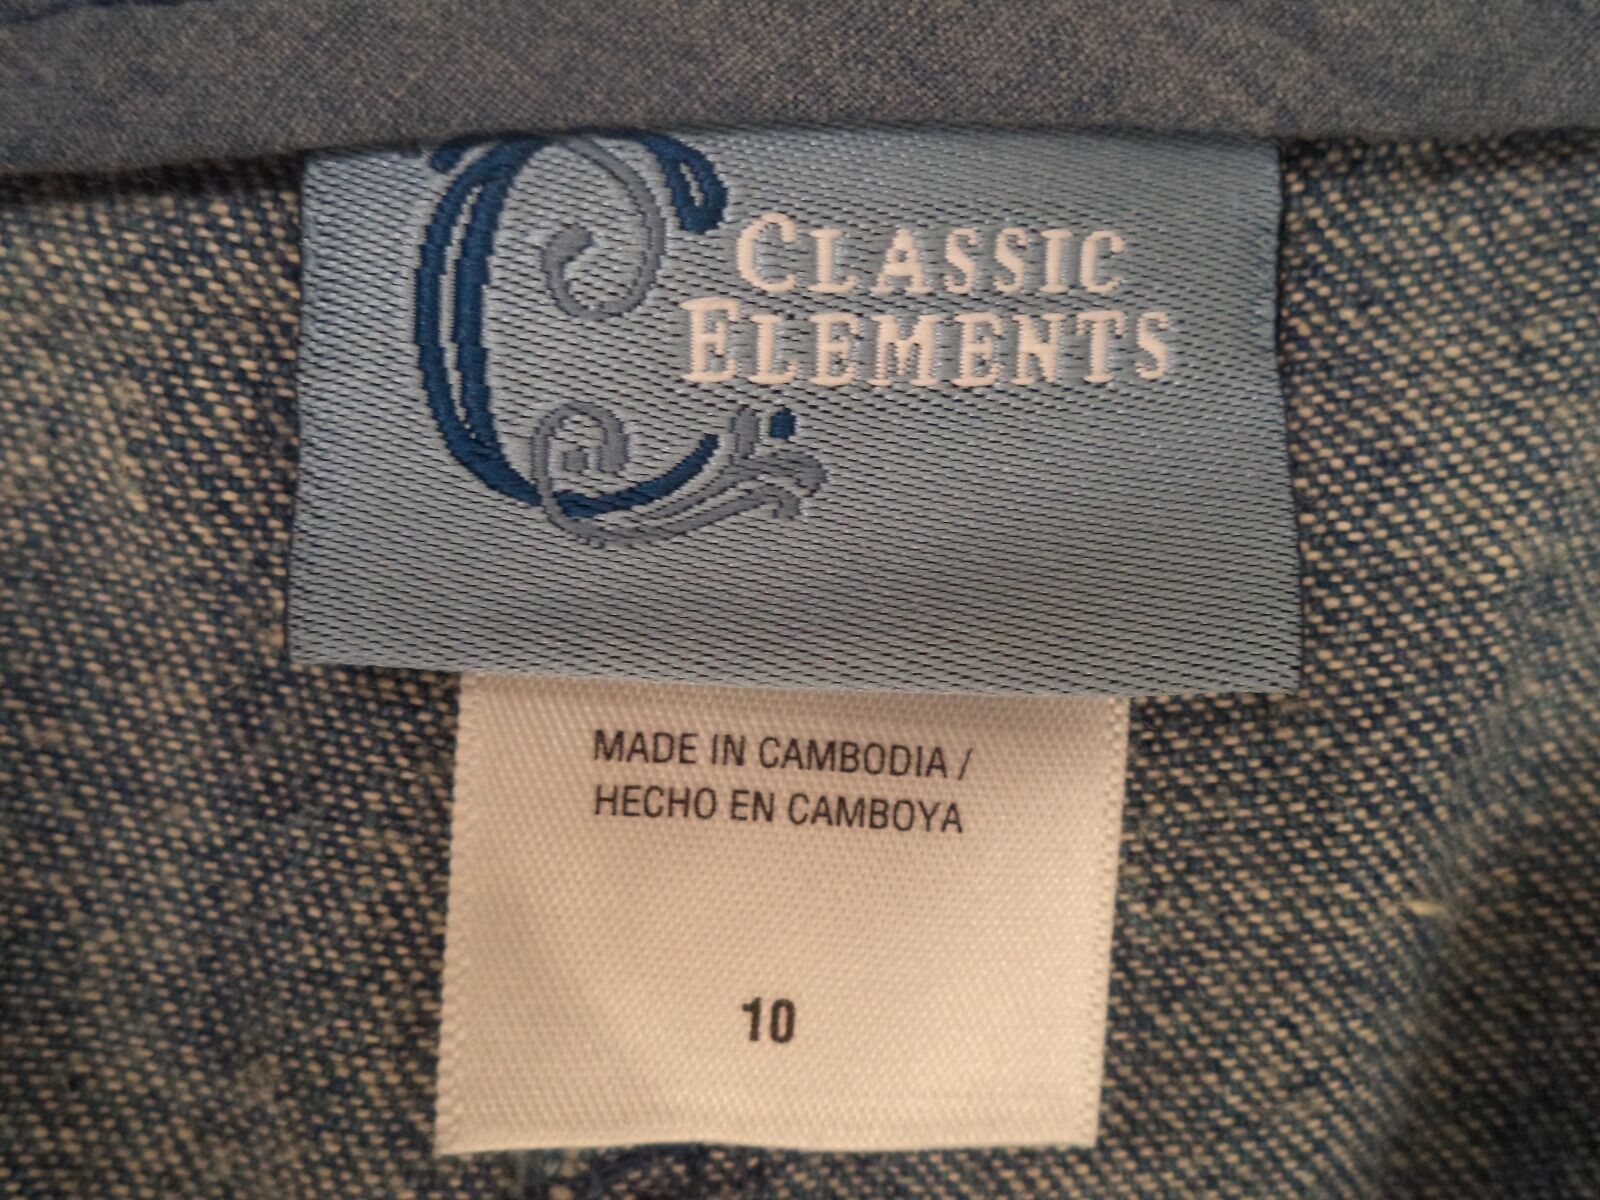 CLASSIC
ELEMENTS
MADE IN CAMBODIA /
HECHO EN CAMBOYA
10